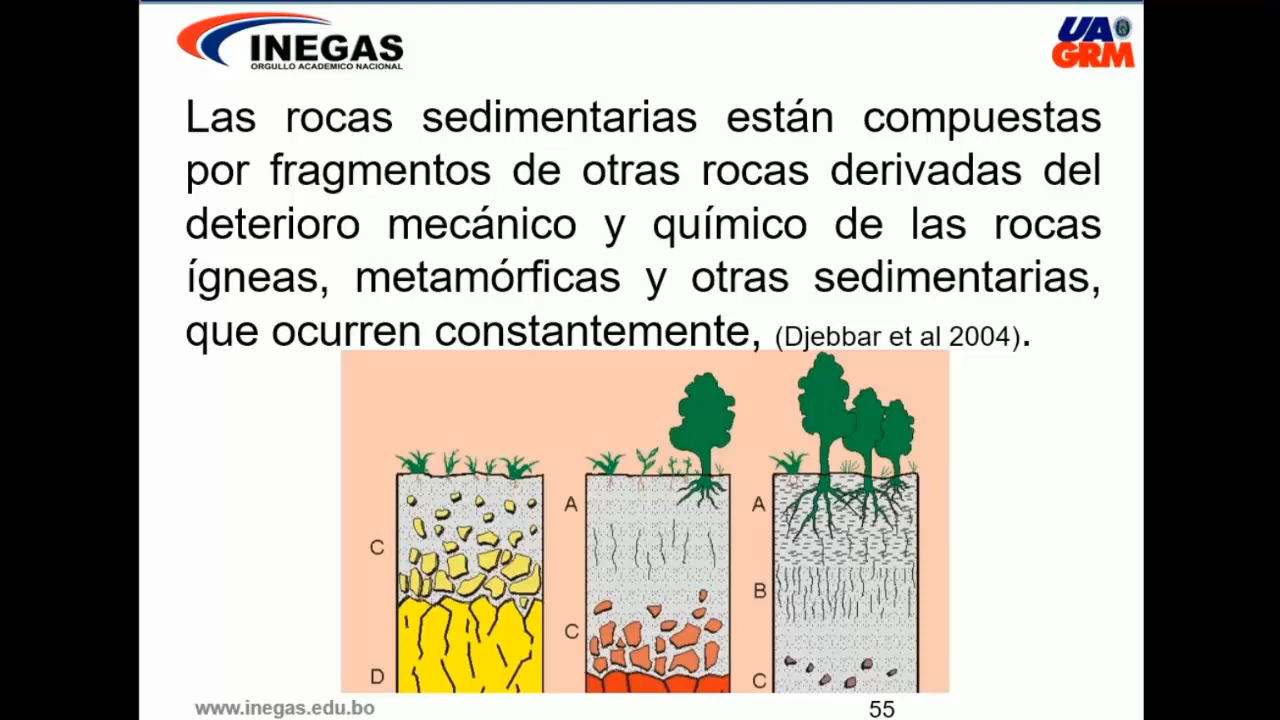 INEGAS
ORGULLO ACADEMICO NACIONAL
UA
GRM
Las rocas sedimentarias están compuestas
por fragmentos de otras rocas derivadas del
deterioro mecánico y químico de las rocas
ígneas, metamórficas y otras sedimentarias,
que ocurren constantemente, (Djebbar et al 2004).
C
D
A
C
A
B
C
www.inegas.edu.bo
55